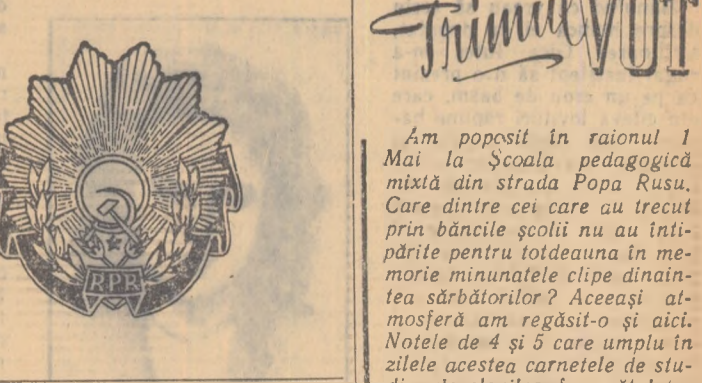 RPR
Primul VOT
Am poposit în raionul 1
Mai la Școala pedagogică
mixtă din strada Popa Rusu.
Care dintre cei care au trecut
prin băncile școlii nu au înti-
părite pentru totdeauna în me-
morie minunatele clipe dinain-
tea sărbătorilor? Aceeași at-
mosferă am regăsit-o și aici.
Notele de 4 și 5 care umplu în
zilele acestea carnetele de stu-